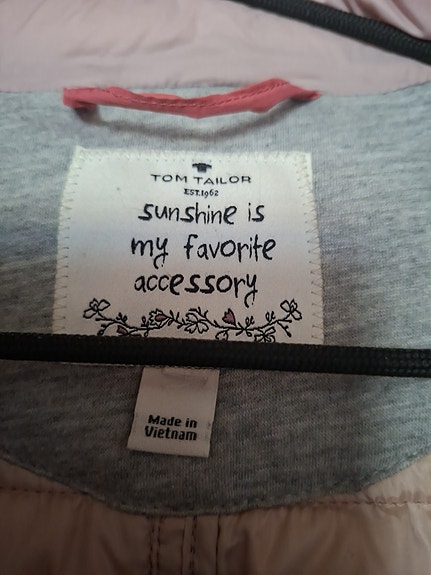 TOM TAILOR
EST.1962
sunshine is
my favorite
accessory
Made in
Vietnam